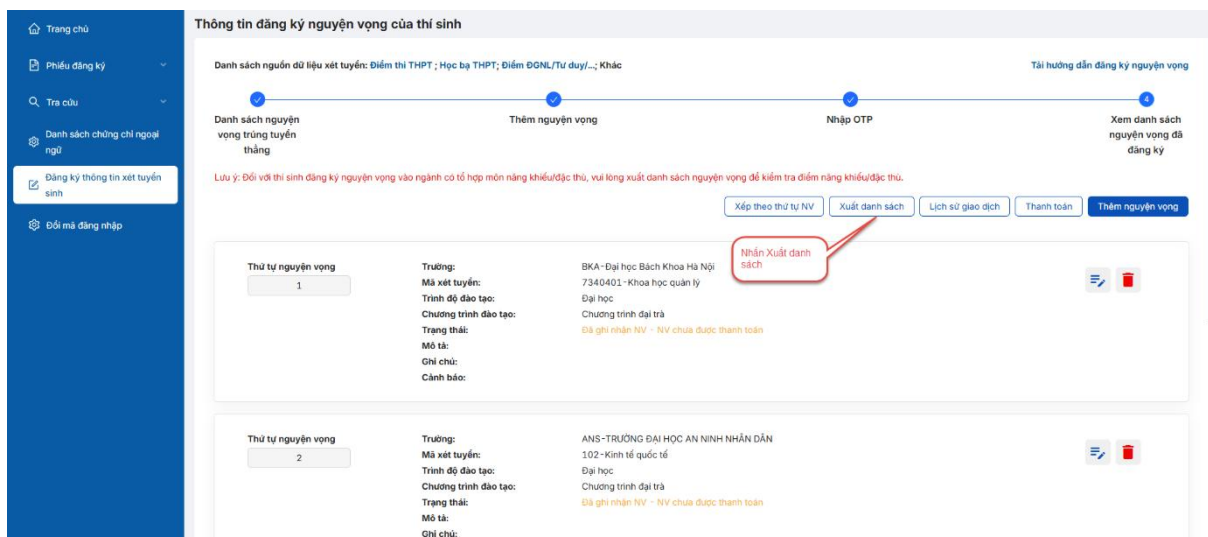 Trang chủ
Phiếu đăng ký
Tra cứu
Danh sách chứng chỉ ngoại
ngữ
Đăng ký thông tin xét tuyển
sinh
Đổi mã đăng nhập
Thông tin đăng ký nguyện vọng của thí sinh
Danh sách nguồn dữ liệu xét tuyển: Điểm thi THPT ; Học bạ THPT; Điểm ĐGNL/Tư duy/...; Khác
Tải hướng dẫn đăng ký nguyện vọng
4
Danh sách nguyện
vọng trúng tuyển
thẳng
Thêm nguyện vọng
Nhập OTP
Xem danh sách
nguyện vọng đã
đăng ký
Lưu ý: Đối với thí sinh đăng ký nguyện vọng vào ngành có tổ hợp môn năng khiếu/đặc thù, vui lòng xuất danh sách nguyện vọng để kiểm tra điểm năng khiếu/đặc thù.
Xếp theo thứ tự NV
Xuất danh sách
Lịch sử giao dịch
Thanh toán
Thêm nguyện vọng
Nhấn Xuất danh
sách
Thứ tự nguyện vọng
1
Trường: BKA-Đại học Bách Khoa Hà Nội
Mã xét tuyển: 7340401-Khoa học quản lý
Trình độ đào tạo: Đại học
Chương trình đào tạo: Chương trình đại trà
Trạng thái: Đã ghi nhận NV - NV chưa được thanh toán
Mô tả:
Ghi chú:
Cảnh báo:
Thứ tự nguyện vọng
2
Trường: ANS-TRƯỜNG ĐẠI HỌC AN NINH NHÂN DÂN
Mã xét tuyển: 102-Kinh tế quốc tế
Trình độ đào tạo: Đại học
Chương trình đào tạo: Chương trình đại trà
Trạng thái: Đã ghi nhận NV - NV chưa được thanh toán
Mô tả:
Ghi chú: